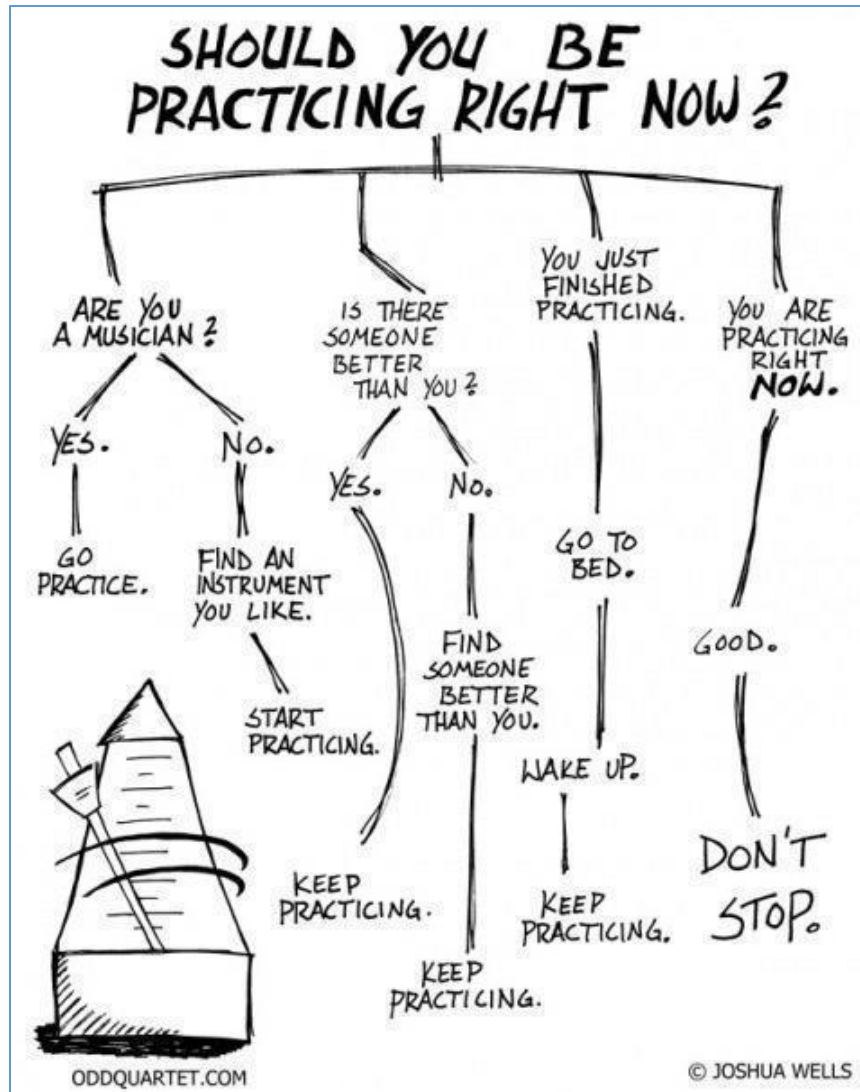 SHOULD YOU BE
PRACTICING RIGHT NOW?
ARE YOU
A MUSICIAN?
YES.
GO
PRACTICE.
NO.
FIND AN
INSTRUMENT
YOU LIKE.
START
PRACTICING.
IS THERE
SOMEONE
BETTER
THAN YOU?
YES.
KEEP
PRACTICING.
NO.
FIND
SOMEONE
BETTER
THAN YOU.
KEEP
PRACTICING.
YOU JUST
FINISHED
PRACTICING.
GO TO
BED.
WAKE UP.
KEEP
PRACTICING.
YOU ARE
PRACTICING
RIGHT
NOW.
GOOD.
DON'T
STOP.
ODDQUARTET.COM
© JOSHUA WELLS